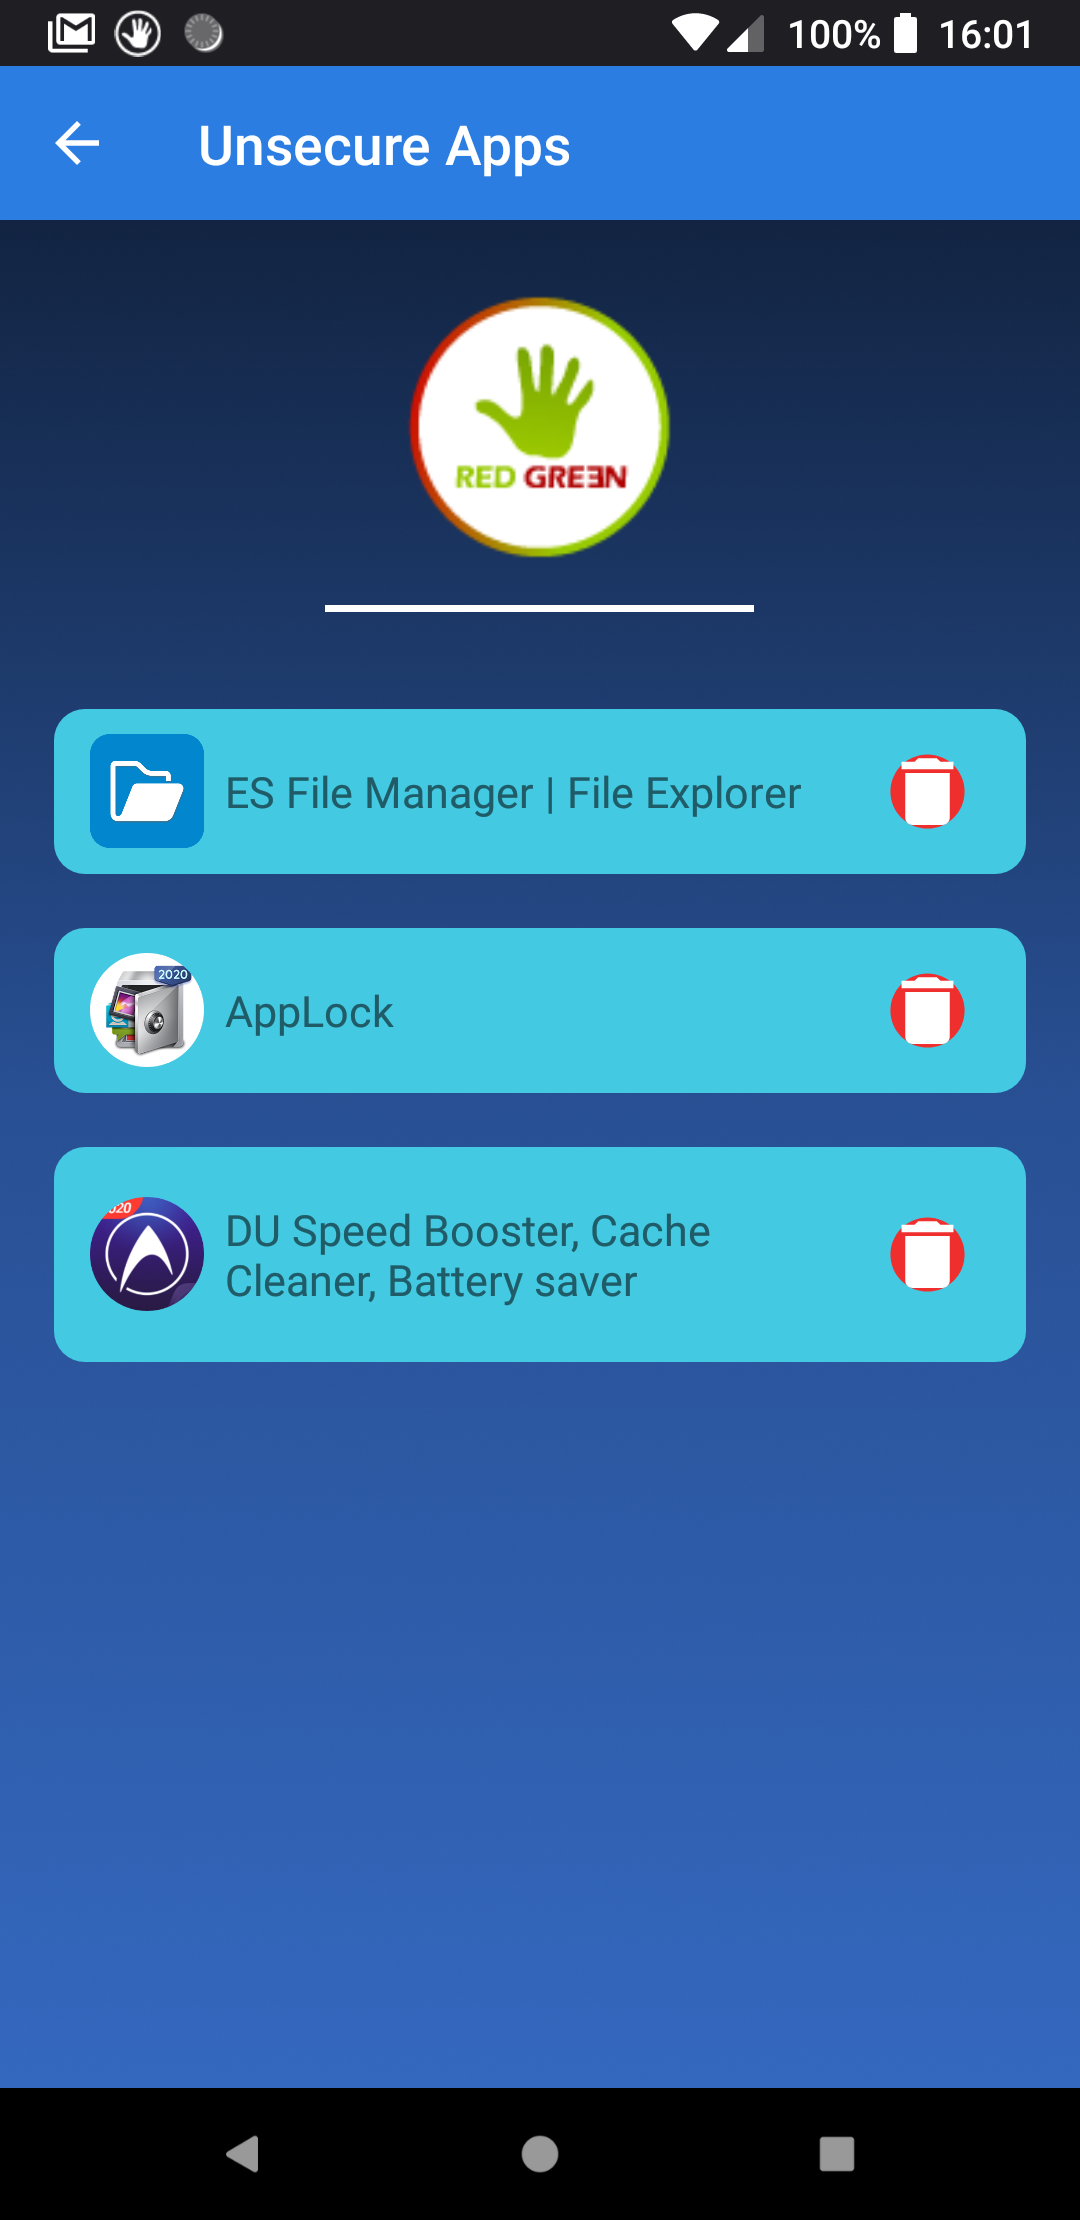 100% 16:01
Unsecure Apps
RED GREEN
ES File Manager | File Explorer
2020
AppLock
020
DU Speed Booster, Cache
Cleaner, Battery saver